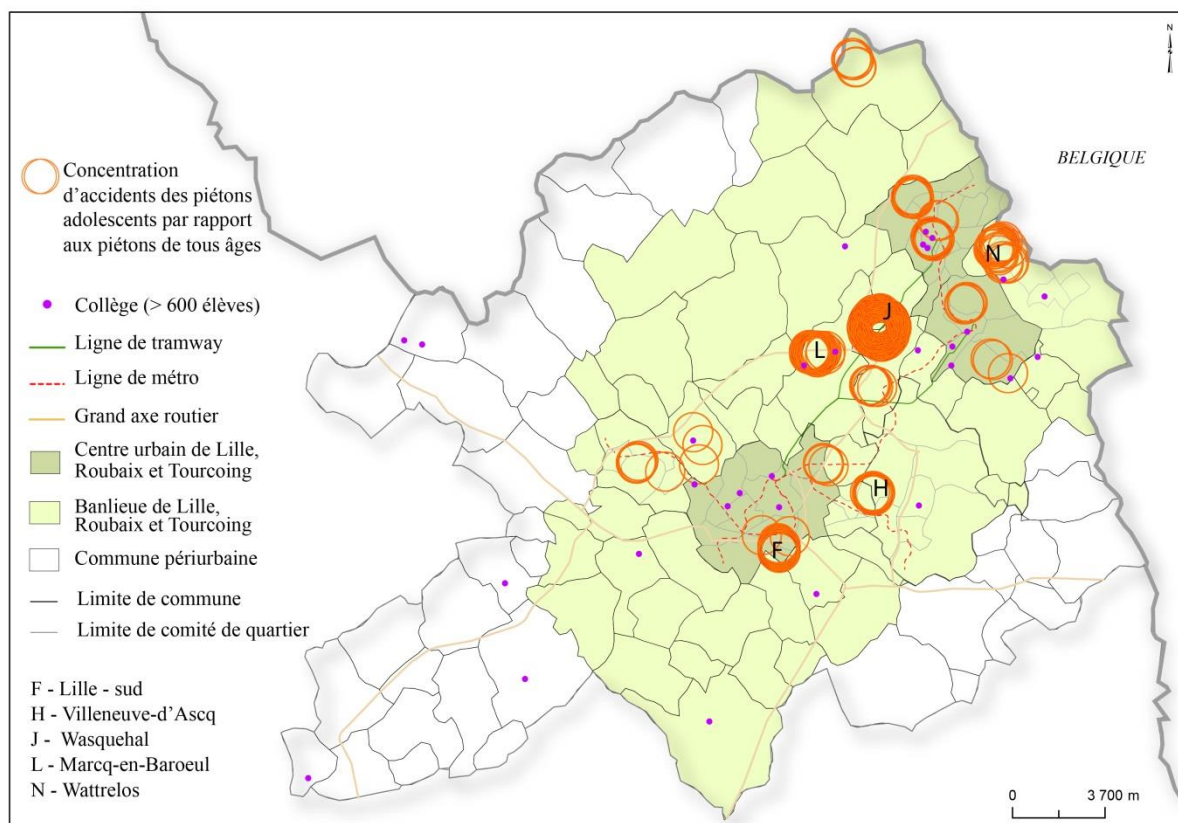 N
S
BELGIQUE
Concentration
d'accidents des piétons
adolescents par rapport
aux piétons de tous âges
Collège (> 600 élèves)
Ligne de tramway
Ligne de métro
Grand axe routier
Centre urbain de Lille,
Roubaix et Tourcoing
Banlieue de Lille,
Roubaix et Tourcoing
Commune périurbaine
Limite de commune
Limite de comité de quartier
F - Lille - sud
H - Villeneuve-d'Ascq
J - Wasquehal
L - Marcq-en-Baroeul
N - Wattrelos
N
J
L
H
F
0 3 700 m